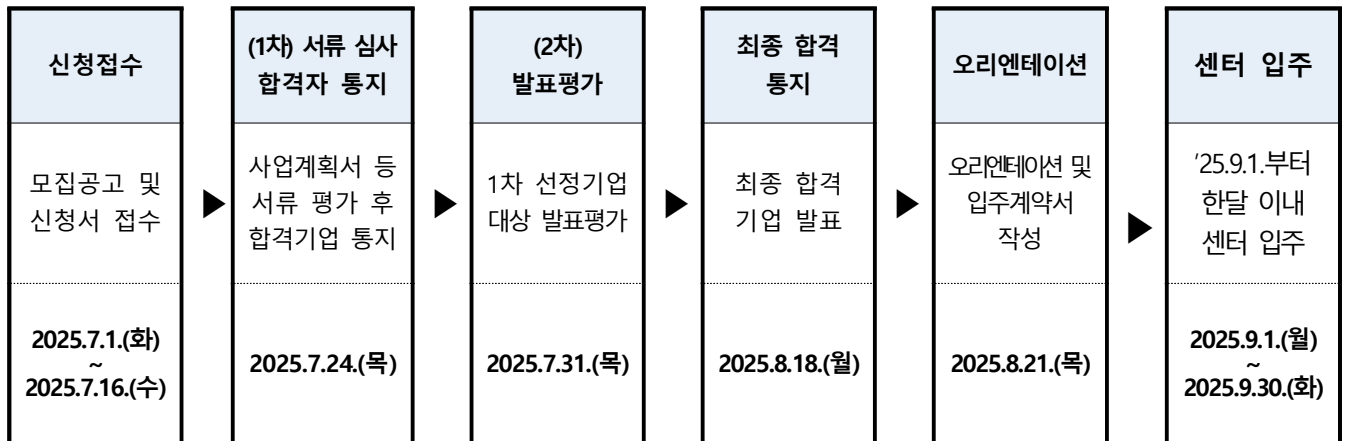 신청접수
모집공고 및
신청서 접수
2025.7.1.(화)
~
2025.7.16.(수)
▶
(1차) 서류 심사
합격자 통지
사업계획서 등
서류 평가 후
합격기업 통지
2025.7.24.(목)
▶
(2차)
발표평가
1차 선정기업
대상 발표평가
2025.7.31.(목)
▶
최종 합격
통지
최종 합격
기업 발표
2025.8.18.(월)
▶
오리엔테이션
오리엔테이션 및
입주계약서
작성
2025.8.21.(목)
▶
센터 입주
'25.9.1.부터
한달 이내
센터 입주
2025.9.1.(월)
~
2025.9.30.(화)